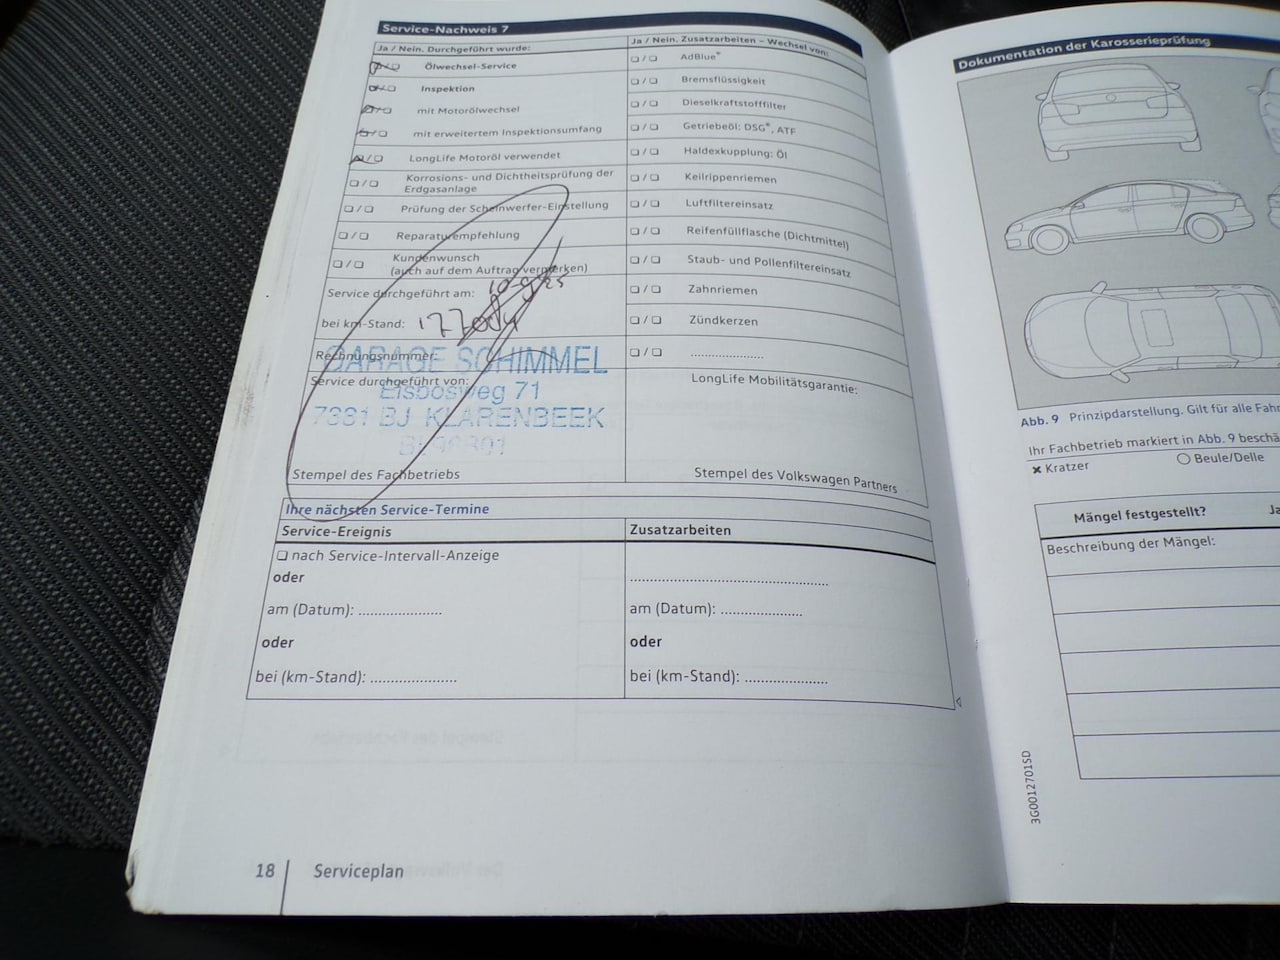 Service-Nachweis 7
Ja / Nein. Durchgeführt wurde:
Ölwechsel-Service
Inspektion
mit Motorölwechsel
mit erweitertem Inspektionsumfang
LongLife Motoröl verwendet
Korrosions- und Dichtheitsprüfung der
Erdgasanlage
Prüfung der Scheinwerfer-Einstellung
Reparaturempfehlung
Kundenwunsch
(auch auf dem Auftrag vermerken)
Service durchgeführt am:
bei km-Stand:
Rechnungsnummer:
GARAGE SCHIMMEL
Service durchgeführt von:
Elsbosweg 71
7381 BJ KLARENBEEK
Stempel des Fachbetriebs
Ja / Nein. Zusatzarbeiten – Wechsel von:
AdBlue®
Bremsflüssigkeit
Dieselkraftstofffilter
Getriebeöl: DSG®, ATF
Haldexkupplung: Öl
Keilrippenriemen
Luftfiltereinsatz
Reifenfüllflasche (Dichtmittel)
Staub- und Pollenfiltereinsatz
Zahnriemen
Zündkerzen
....................
LongLife Mobilitätsgarantie:
Stempel des Volkswagen Partners
Ihre nächsten Service-Termine
Service-Ereignis
nach Service-Intervall-Anzeige
oder
am (Datum): .....................
oder
bei (km-Stand): .....................
Zusatzarbeiten
..................................................
am (Datum): .....................
oder
bei (km-Stand): .....................
18 Serviceplan
Dokumentation der Karosserieprüfung
Abb. 9 Prinzipdarstellung. Gilt für alle
Ihr Fachbetrieb markiert in Abb. 9
Kratzer
Beule/Delle
Mängel festgestellt?
Ja
Beschreibung der Mängel:
3G0012701SD